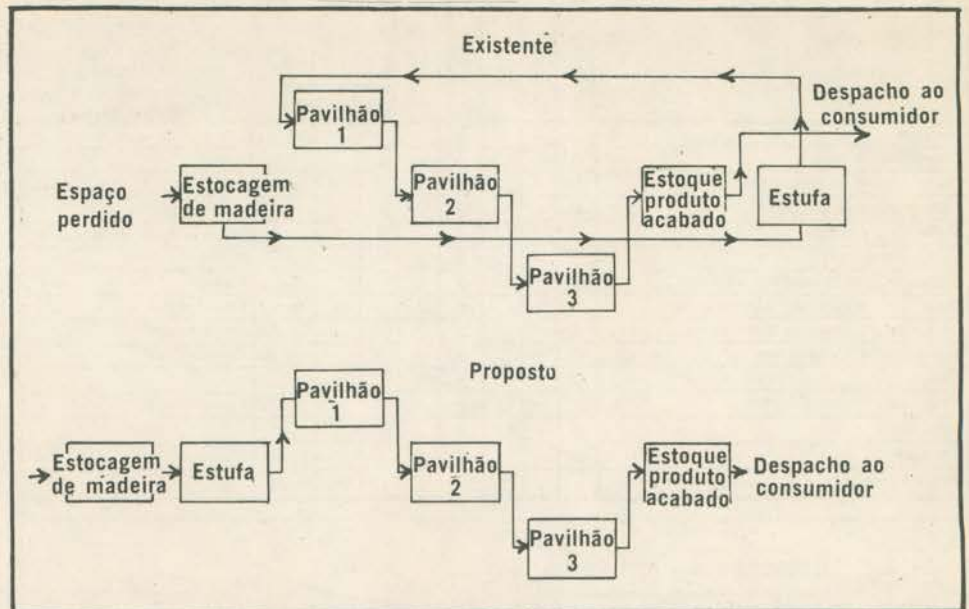 Existente
Despacho ao
consumidor
Pavilhão
1
Espaço
perdido
Estocagem
de madeira
Pavilhão
2
Estoque
produto
acabado
Estufa
Pavilhão
3
Proposto
Pavilhão
1
Estocagem
de madeira
Estufa
Pavilhão
2
Estoque
produto
acabado
Despacho ao
consumidor
Pavilhão
3